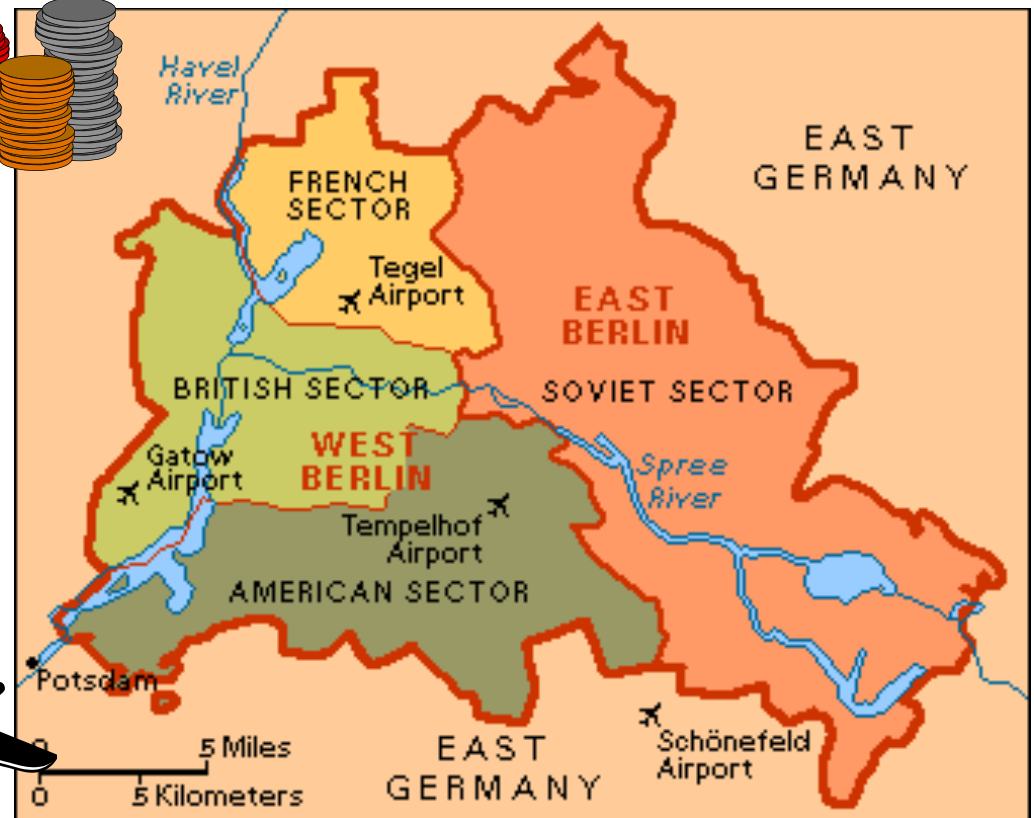 Havel
River
EAST
GERMANY
FRENCH
SECTOR
Tegel
Airport
EAST
BERLIN
BRITISH SECTOR
SOVIET SECTOR
WEST
BERLIN
Gatow
Airport
Spree
River
Tempelhof
Airport
AMERICAN SECTOR
Potsdam
EAST
GERMANY
Schönefeld
Airport
0 5 Miles
0 5 Kilometers